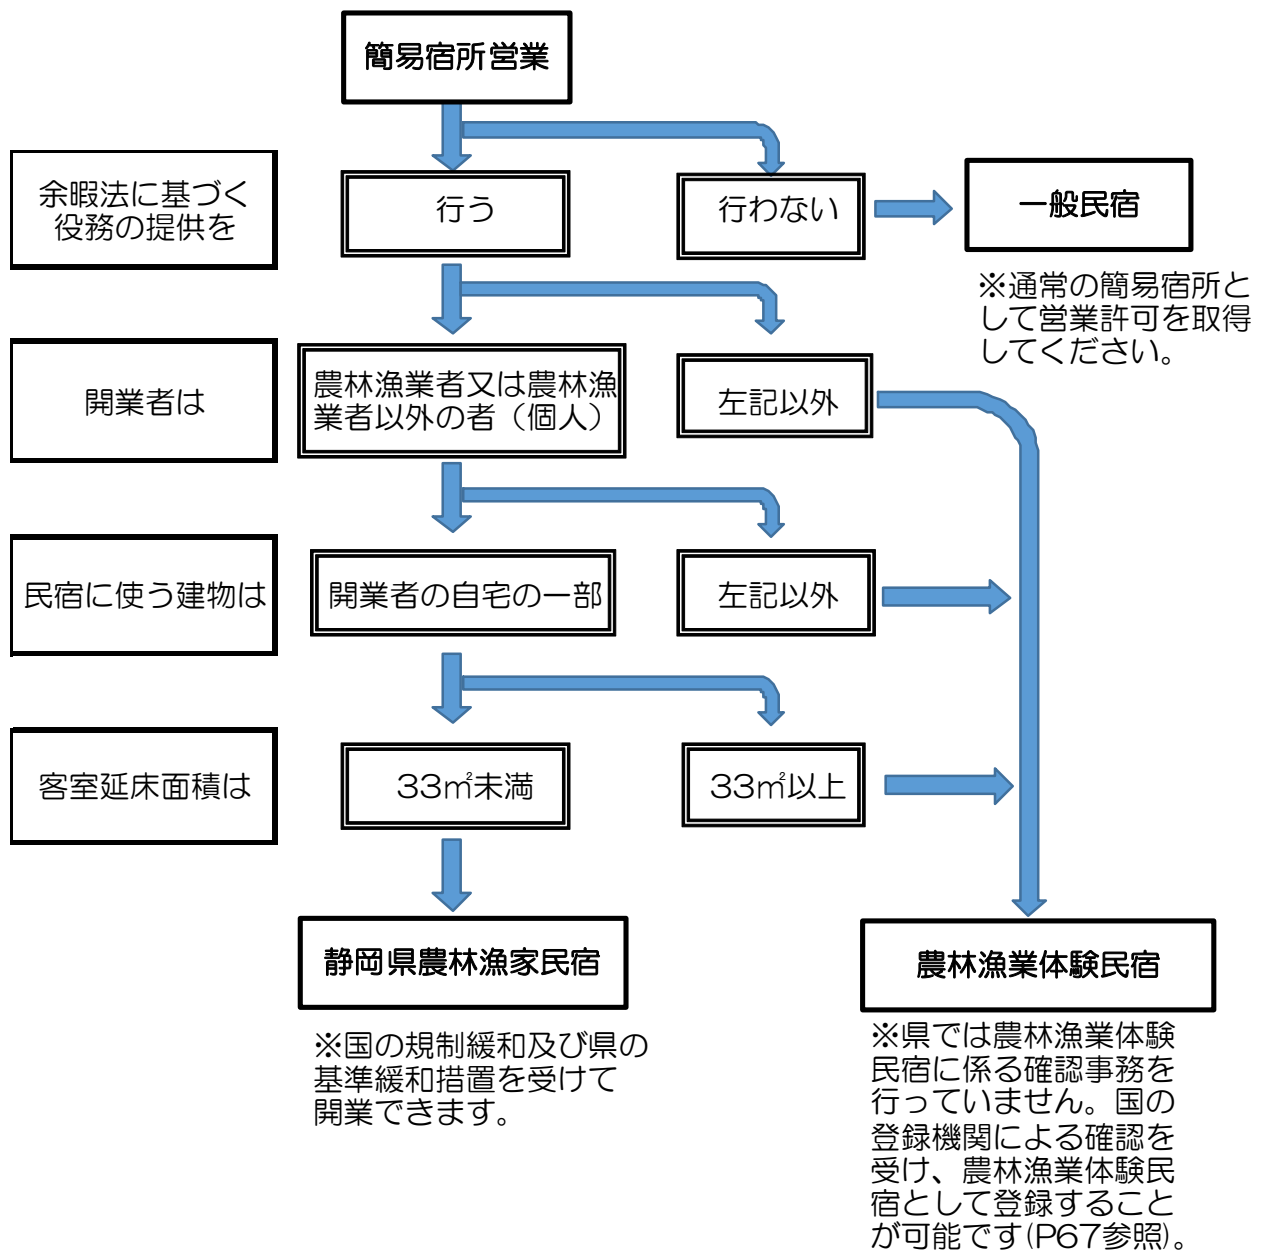 簡易宿所営業
余暇法に基づく
役務の提供を
行う
行わない
一般民宿
※通常の簡易宿所と
して営業許可を取得
してください。
開業者は
農林漁業者又は農林漁
業者以外の者（個人）
左記以外
民宿に使う建物は
開業者の自宅の一部
左記以外
客室延床面積は
33㎡未満
33㎡以上
静岡県農林漁家民宿
※国の規制緩和及び県の
基準緩和措置を受けて
開業できます。
農林漁業体験民宿
※県では農林漁業体験
民宿に係る確認事務を
行っていません。国の
登録機関による確認を
受け、農林漁業体験民
宿として登録すること
が可能です(P67参照)。